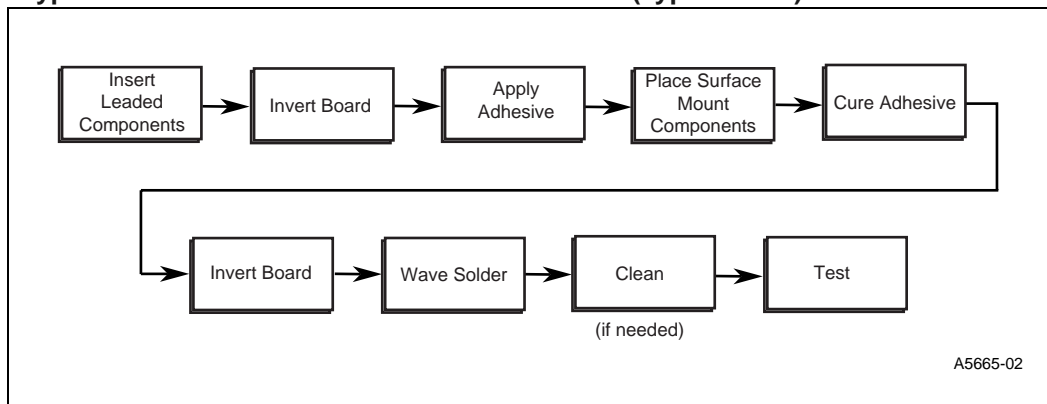 Insert
Leaded
Components
Invert Board
Apply
Adhesive
Place Surface
Mount
Components
Cure Adhesive
Invert Board
Wave Solder
Clean
Test
(if needed)
A5665-02